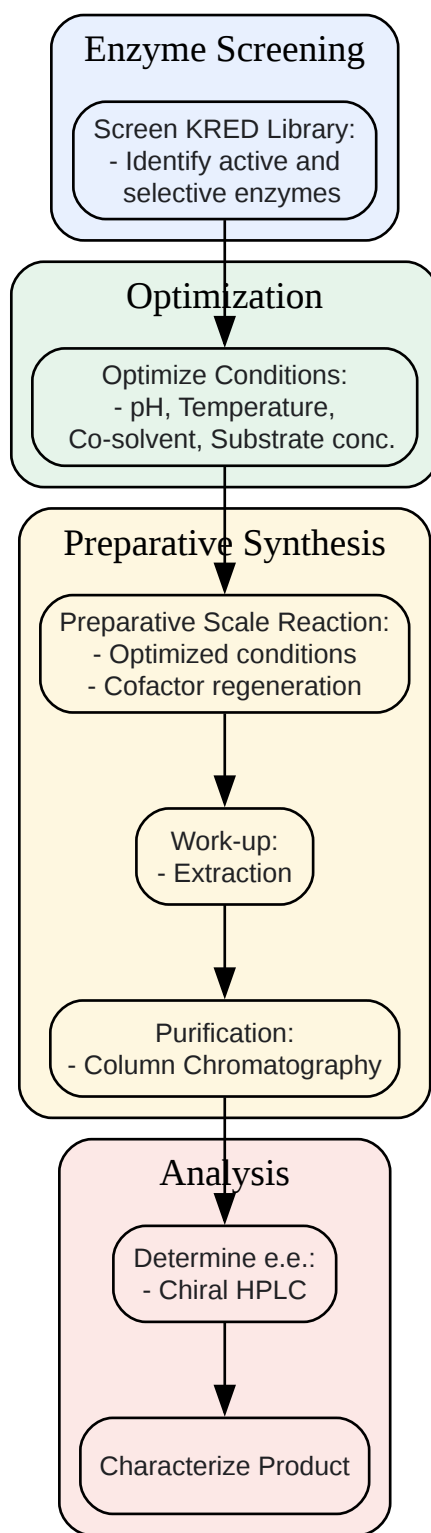 Enzyme Screening
Screen KRED Library:
- Identify active and
selective enzymes
Optimization
Optimize Conditions:
- pH, Temperature,
Co-solvent, Substrate conc.
Preparative Synthesis
Preparative Scale Reaction:
- Optimized conditions
- Cofactor regeneration
Work-up:
- Extraction
Purification:
- Column Chromatography
Analysis
Determine e.e.:
- Chiral HPLC
Characterize Product